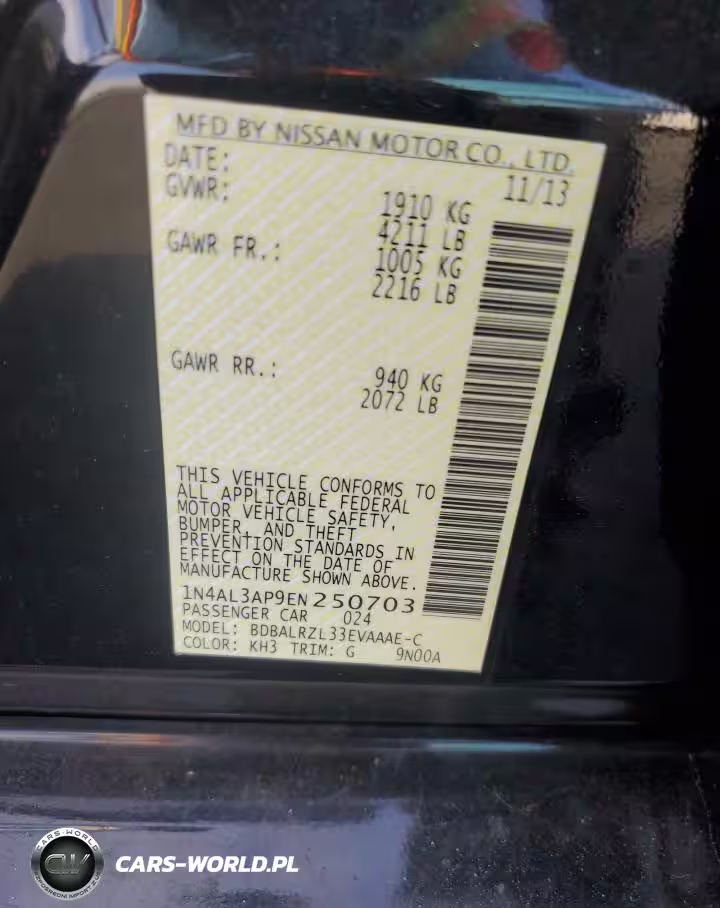 MFD BY NISSAN MOTOR CO., LTD.
DATE: 11/13
GVWR: 1910 KG
4211 LB
GAWR FR.: 1005 KG
2216 LB
GAWR RR.: 940 KG
2072 LB
THIS VEHICLE CONFORMS TO
ALL APPLICABLE FEDERAL
MOTOR VEHICLE SAFETY,
BUMPER, AND THEFT
PREVENTION STANDARDS IN
EFFECT ON THE DATE OF
MANUFACTURE SHOWN ABOVE.
1N4AL3AP9EN250703
PASSENGER CAR 024
MODEL: BDBALRZL33EVAAAE-C
COLOR: KH3 TRIM: G 9N00A
CARS-WORLD
CW
CARS-WORLD.PL